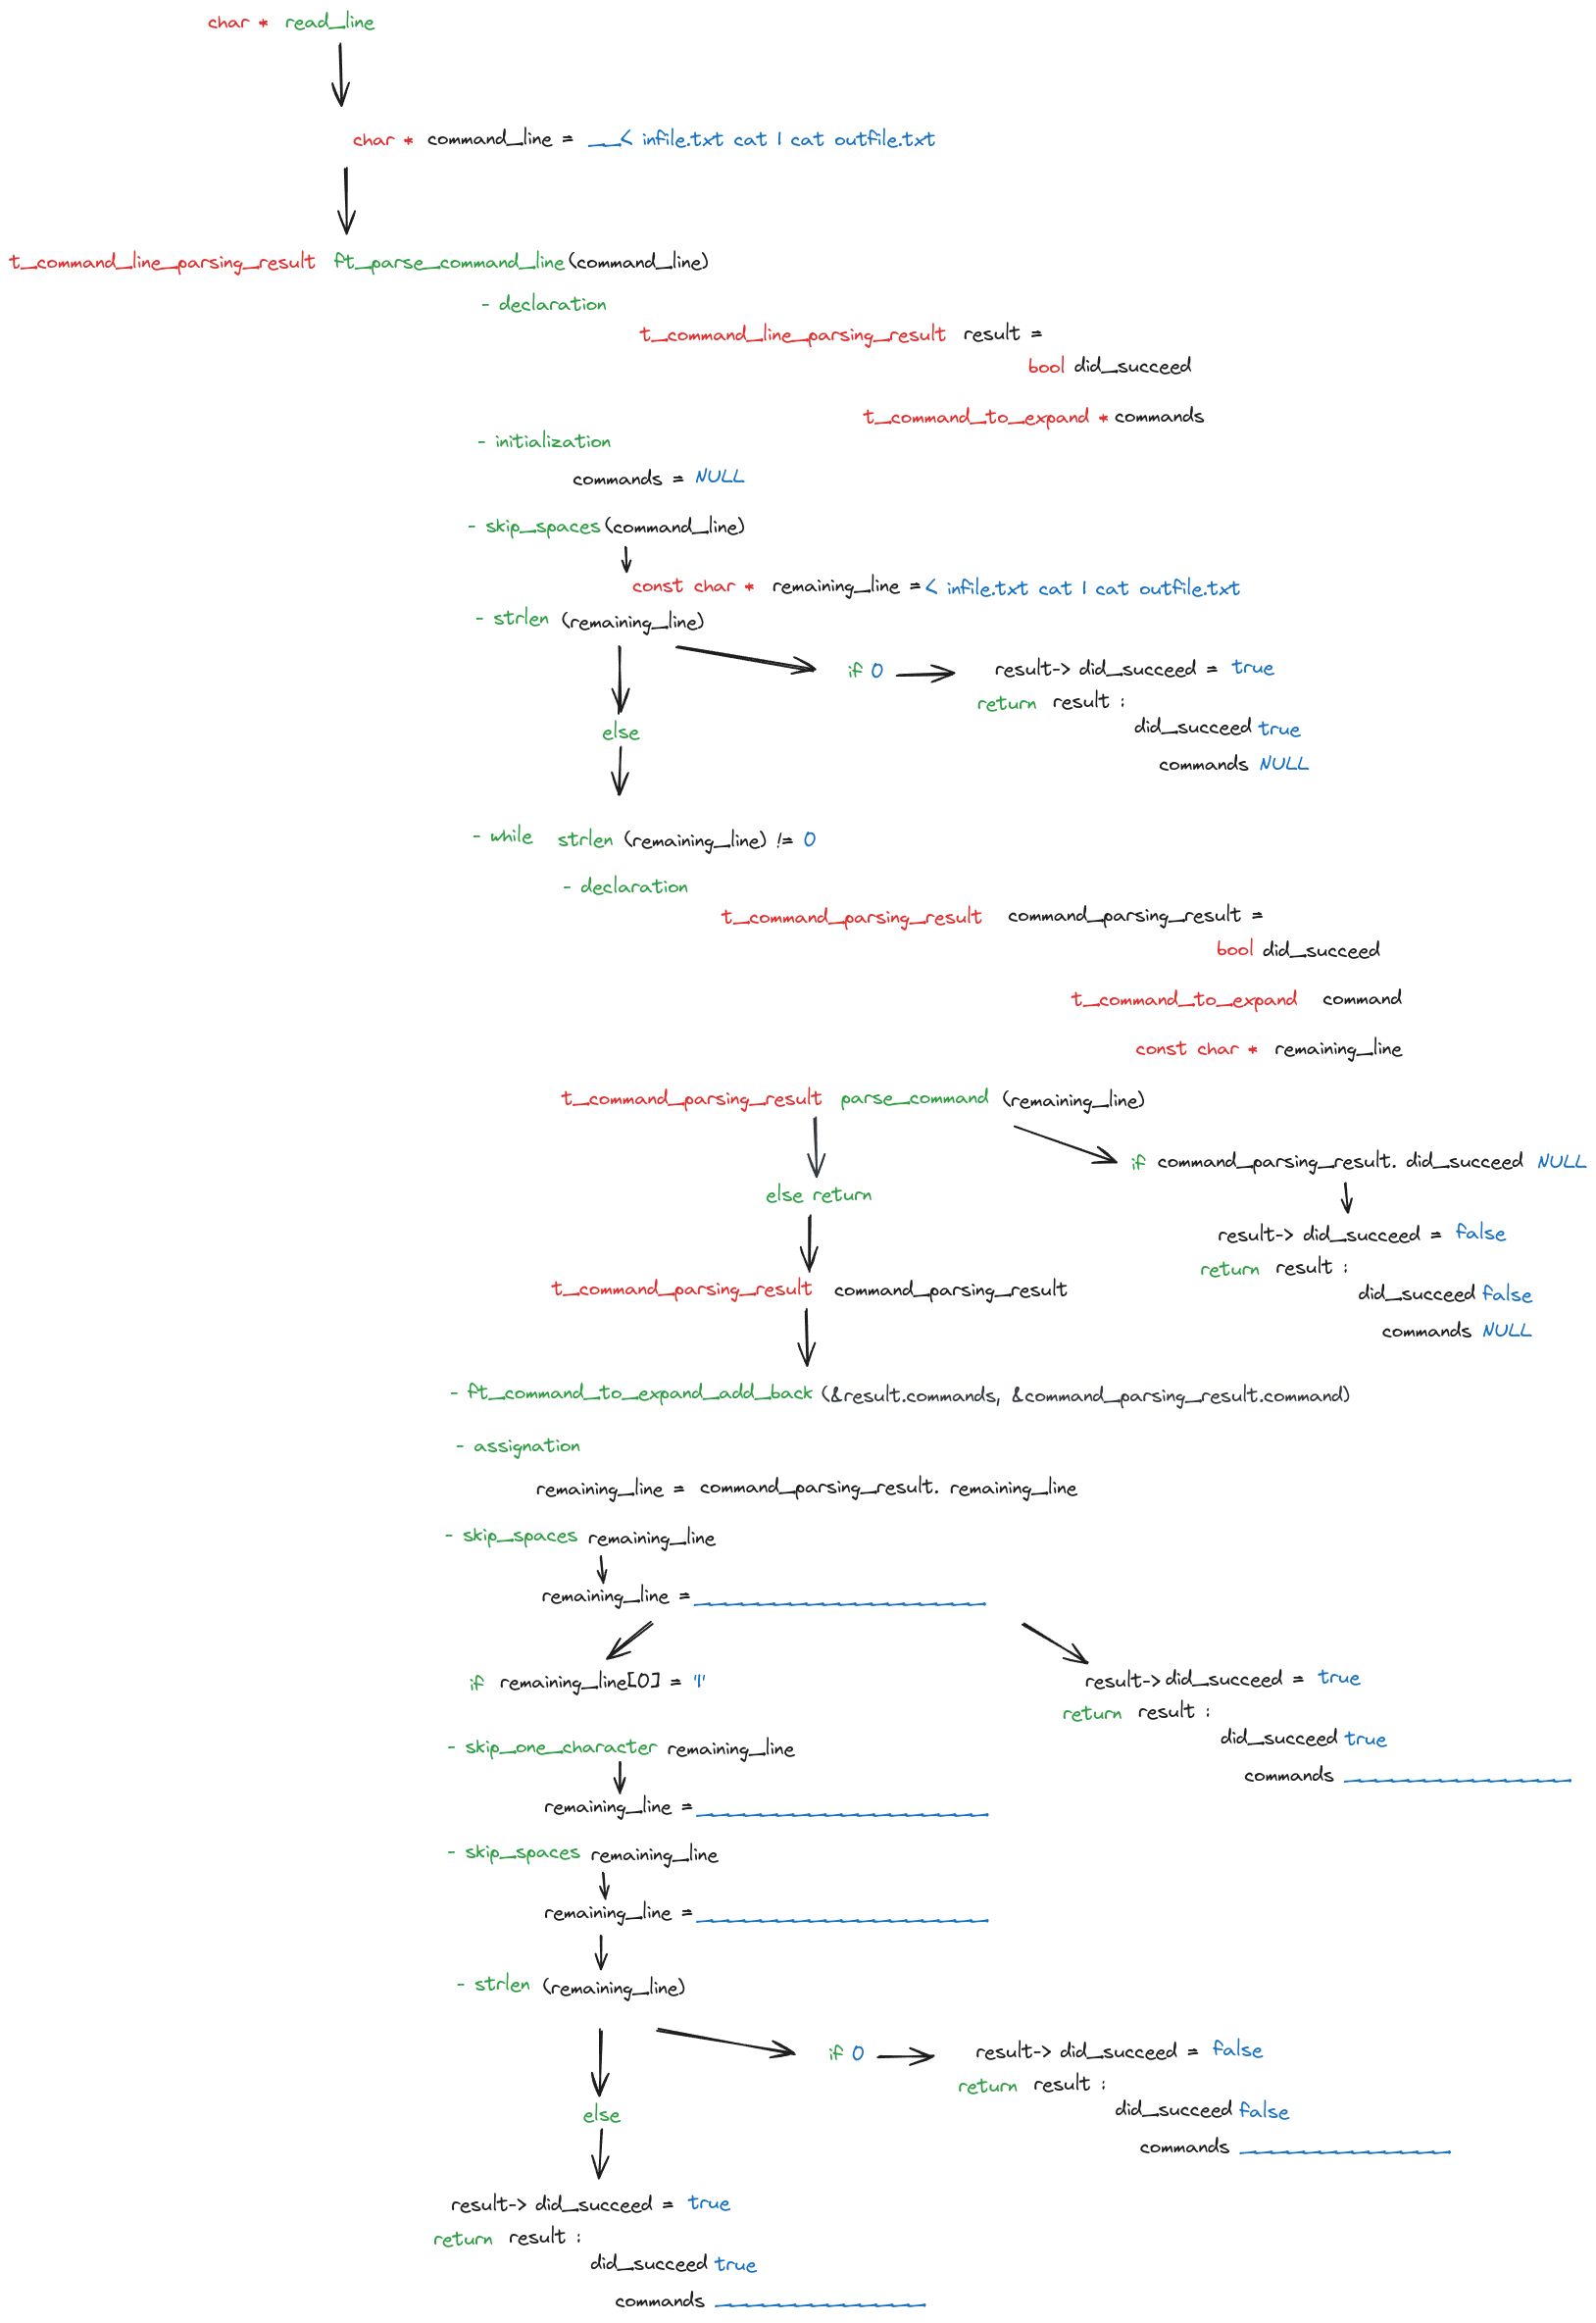 char * read_line
char * command_line = __< infile.txt cat | cat outfile.txt
t_command_line_parsing_result ft_parse_command_line(command_line)
- declaration
t_command_line_parsing_result result =
bool did_succeed
t_command_to_expand * commands
- initialization
commands = NULL
- skip_spaces(command_line)
const char * remaining_line = < infile.txt cat | cat outfile.txt
- strlen (remaining_line)
if 0 result-> did_succeed = true
return result :
did_succeed true
else
commands NULL
- while strlen (remaining_line) != 0
- declaration
t_command_parsing_result command_parsing_result =
bool did_succeed
t_command_to_expand command
const char * remaining_line
t_command_parsing_result parse_command (remaining_line)
if command_parsing_result. did_succeed NULL
else return
result-> did_succeed = false
return result :
t_command_parsing_result command_parsing_result
did_succeed false
commands NULL
- ft_command_to_expand_add_back (&result.commands, &command_parsing_result.command)
- assignation
remaining_line = command_parsing_result. remaining_line
- skip_spaces remaining_line
remaining_line = __________________
if remaining_line[0] = '|'
result-> did_succeed = true
return result :
did_succeed true
commands ______________
- skip_one_character remaining_line
remaining_line = __________________
- skip_spaces remaining_line
remaining_line = __________________
- strlen (remaining_line)
if 0 result-> did_succeed = false
return result :
did_succeed false
commands _____________
else
result-> did_succeed = true
return result :
did_succeed true
commands _____________